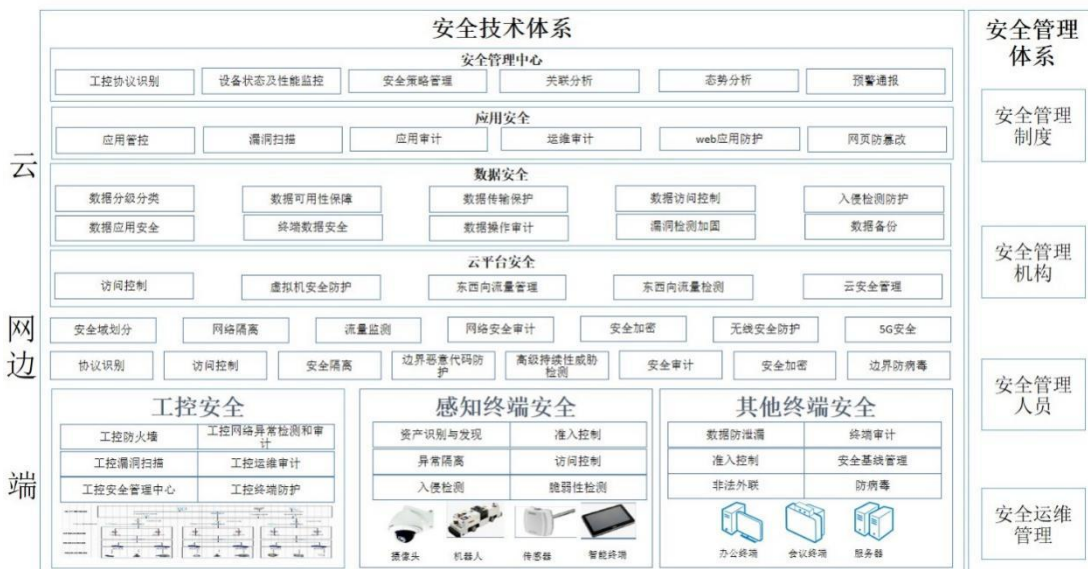 安全技术体系
安全管理中心
工控协议识别 设备状态及性能监控 安全策略管理 关联分析 态势分析 预警通报
应用安全
应用管控 漏洞扫描 应用审计 运维审计 web应用防护 网页防篡改
云
数据安全
数据分级分类 数据可用性保障 数据传输保护 数据访问控制 入侵检测防护
数据应用安全 终端数据安全 数据操作审计 漏洞检测加固 数据备份
云平台安全
访问控制 虚拟机安全防护 东西向流量管理 东西向流量检测 云安全管理
网
安全域划分 网络隔离 流量监测 网络安全审计 安全加密 无线安全防护 5G安全
边
协议识别 访问控制 安全隔离 边界恶意代码防护 高级持续性威胁检测 安全审计 安全加密 边界防病毒
端
工控安全
工控防火墙 工控网络异常检测和审计
工控漏洞扫描 工控运维审计
工控安全管理中心 工控终端防护
感知终端安全
资产识别与发现 准入控制
异常隔离 访问控制
入侵检测 脆弱性检测
摄像头 机器人 传感器 智能终端
其他终端安全
数据防泄漏 终端审计
准入控制 安全基线管理
非法外联 防病毒
办公终端 会议终端 服务器
安全管理
体系
安全管理
制度
安全管理
机构
安全管理
人员
安全运维
管理